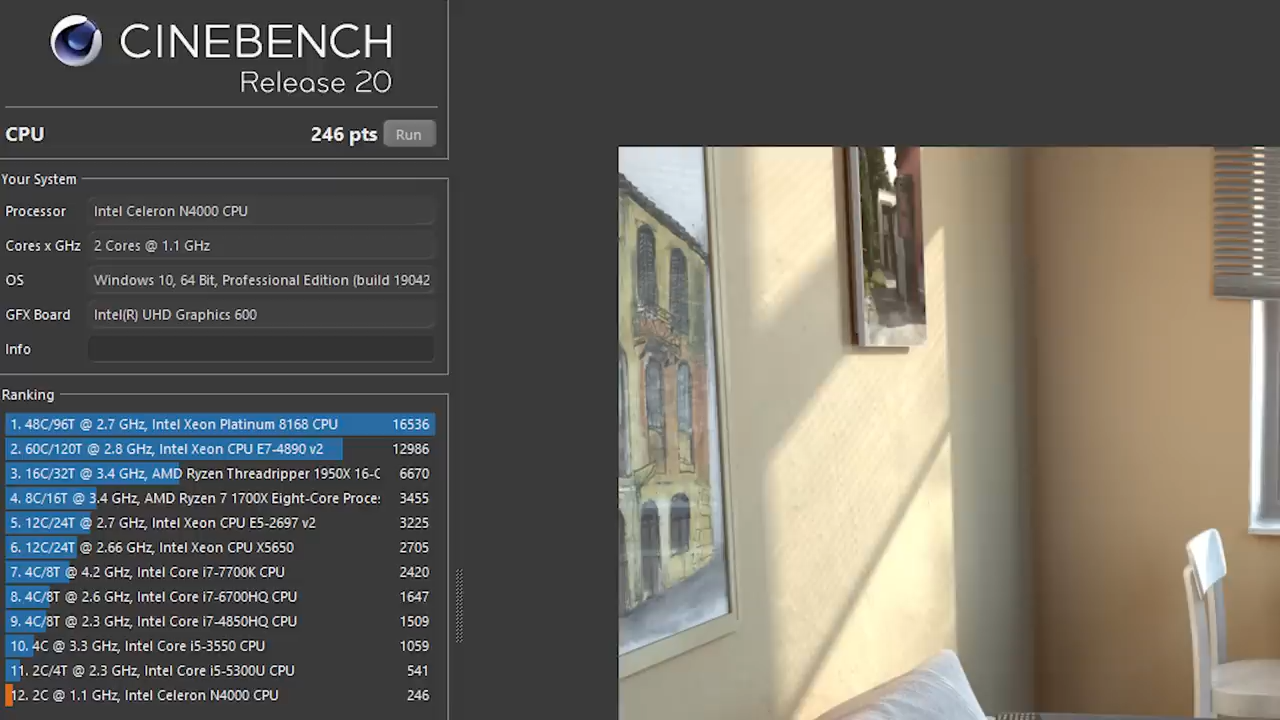 CINEBENCH
Release 20
CPU 246 pts Run
Your System
Processor Intel Celeron N4000 CPU
Cores x GHz 2 Cores @ 1.1 GHz
OS Windows 10, 64 Bit, Professional Edition (build 19042
GFX Board Intel(R) UHD Graphics 600
Info
Ranking
1. 48C/96T @ 2.7 GHz, Intel Xeon Platinum 8168 CPU 16536
2. 60C/120T @ 2.8 GHz, Intel Xeon CPU E7-4890 v2 12986
3. 16C/32T @ 3.4 GHz, AMD Ryzen Threadripper 1950X 16-C 6670
4. 8C/16T @ 3.4 GHz, AMD Ryzen 7 1700X Eight-Core Proce: 3455
5. 12C/24T @ 2.7 GHz, Intel Xeon CPU E5-2697 v2 3225
6. 12C/24T @ 2.66 GHz, Intel Xeon CPU X5650 2705
7. 4C/8T @ 4.2 GHz, Intel Core i7-7700K CPU 2420
8. 4C/8T @ 2.6 GHz, Intel Core i7-6700HQ CPU 1647
9. 4C/8T @ 2.3 GHz, Intel Core i7-4850HQ CPU 1509
10. 4C @ 3.3 GHz, Intel Core i5-3550 CPU 1059
11. 2C/4T @ 2.3 GHz, Intel Core i5-5300U CPU 541
12. 2C @ 1.1 GHz, Intel Celeron N4000 CPU 246